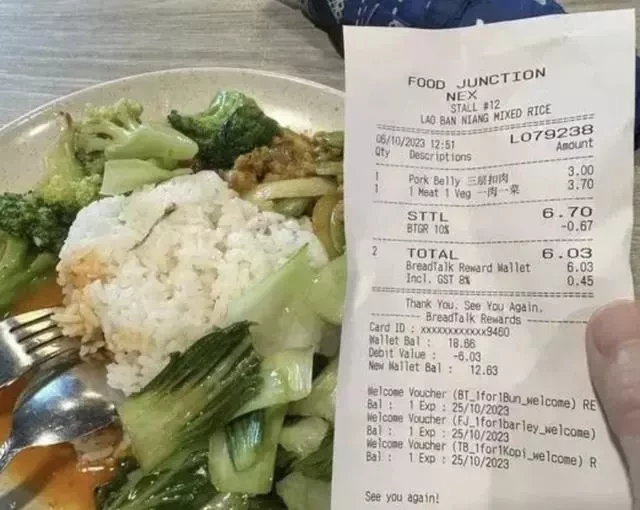 FOOD JUNCTION
NEX
STALL #12
LAO BAN NIANG MIXED RICE
06/10/2023 12:51 LO79238
Qty Descriptions Amount
1 Pork Belly 三层扣肉 3.00
1 1 Meat 1 Veg 一肉一菜 3.70
STTL 6.70
BTGR 10% -0.67
2 TOTAL 6.03
BreadTalk Reward Wallet 6.03
Incl. GST 8% 0.45
Thank You. See You Again.
BreadTalk Rewards
Card ID : xxxxxxxxxxxx9460
Wallet Bal : 18.66
Debit Value : -6.03
New Wallet Bal : 12.63
Welcome Voucher (BT_1for1Bun_welcome) RE
Bal : 1 Exp : 25/10/2023
Welcome Voucher (FJ_1for1barley_welcome)
Bal : 1 Exp : 25/10/2023
Welcome Voucher (TB_1for1Kopi_welcome) R
Bal : 1 Exp : 25/10/2023
See you again!